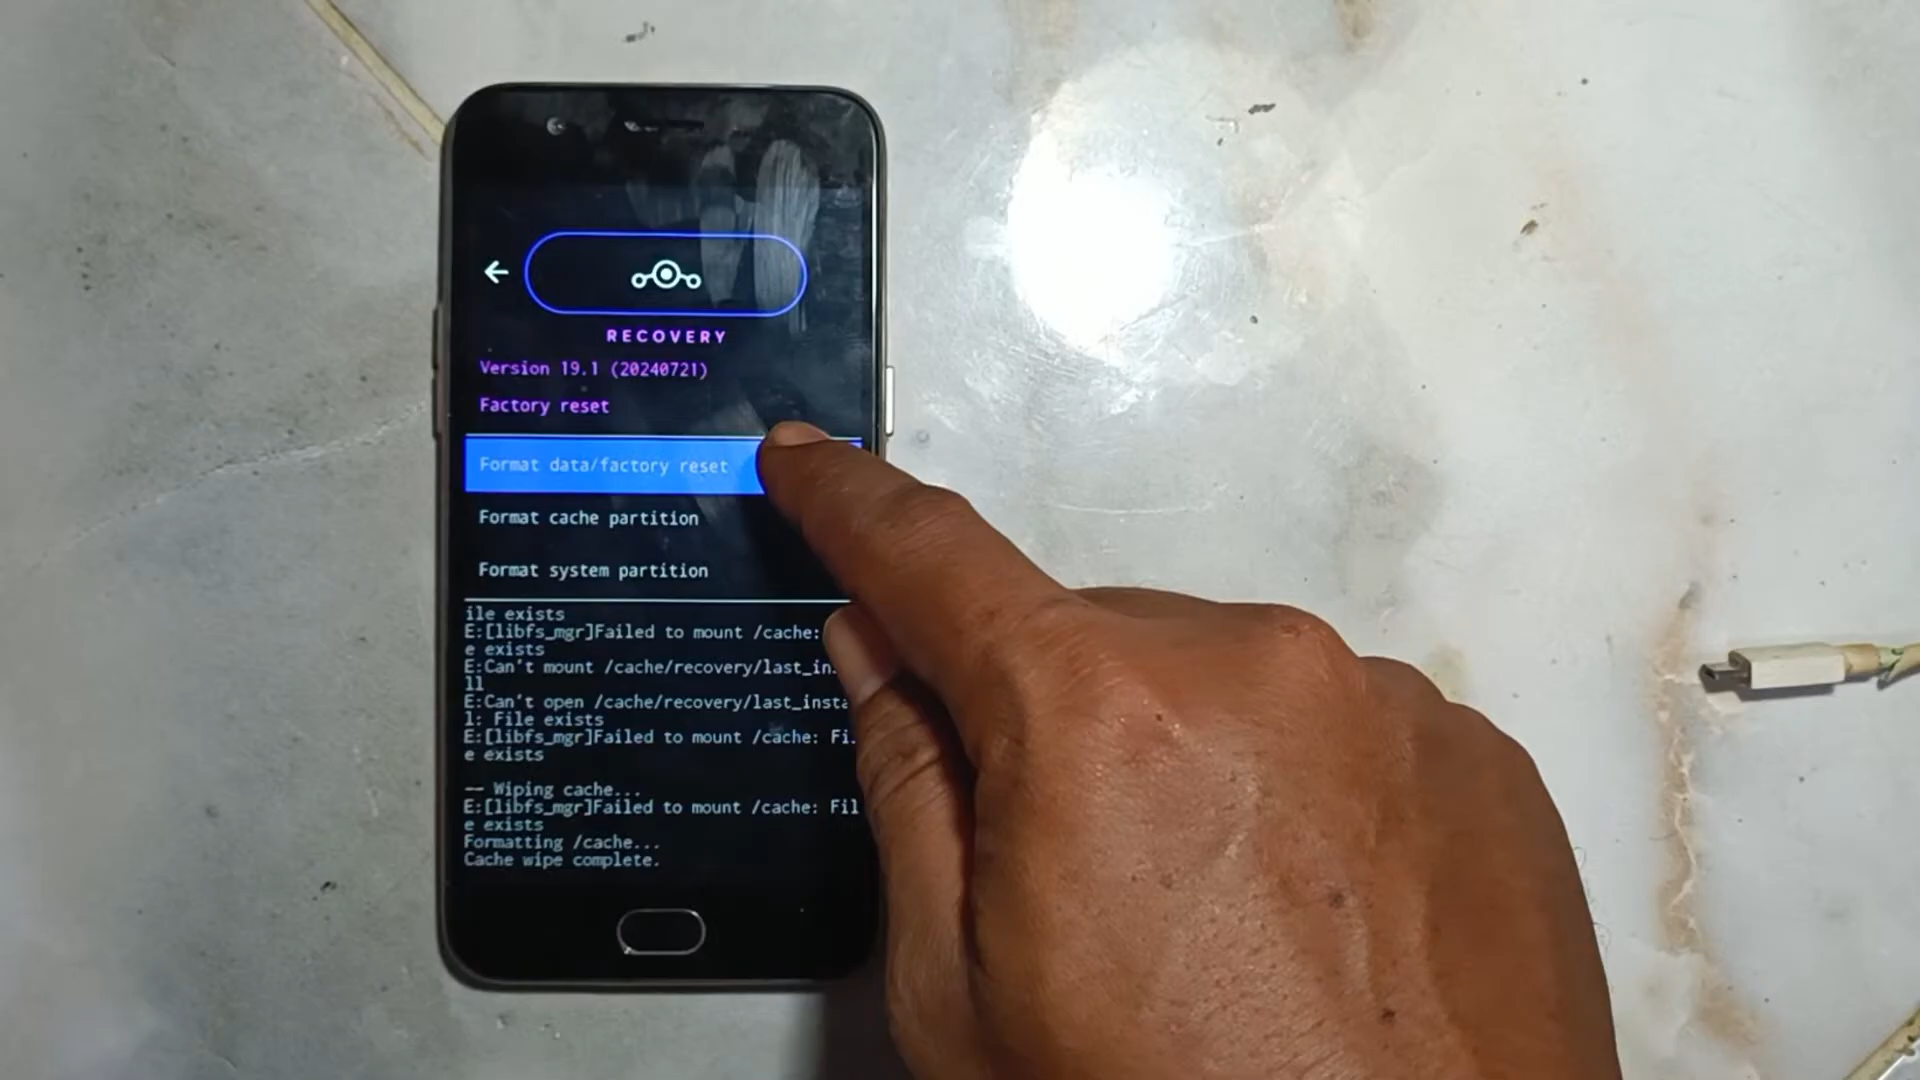 RECOVERY
Version 19.1 (20240721)
Factory reset
Format data/factory reset
Format cache partition
Format system partition
ile exists
E:[libfs_mgr]Failed to mount /cache:
e exists
E:Can't mount /cache/recovery/last_in
ll
E:Can't open /cache/recovery/last_insta
l: File exists
E:[libfs_mgr]Failed to mount /cache: Fi
e exists
-- Wiping cache...
E:[libfs_mgr]Failed to mount /cache: Fil
e exists
Formatting /cache...
Cache wipe complete.